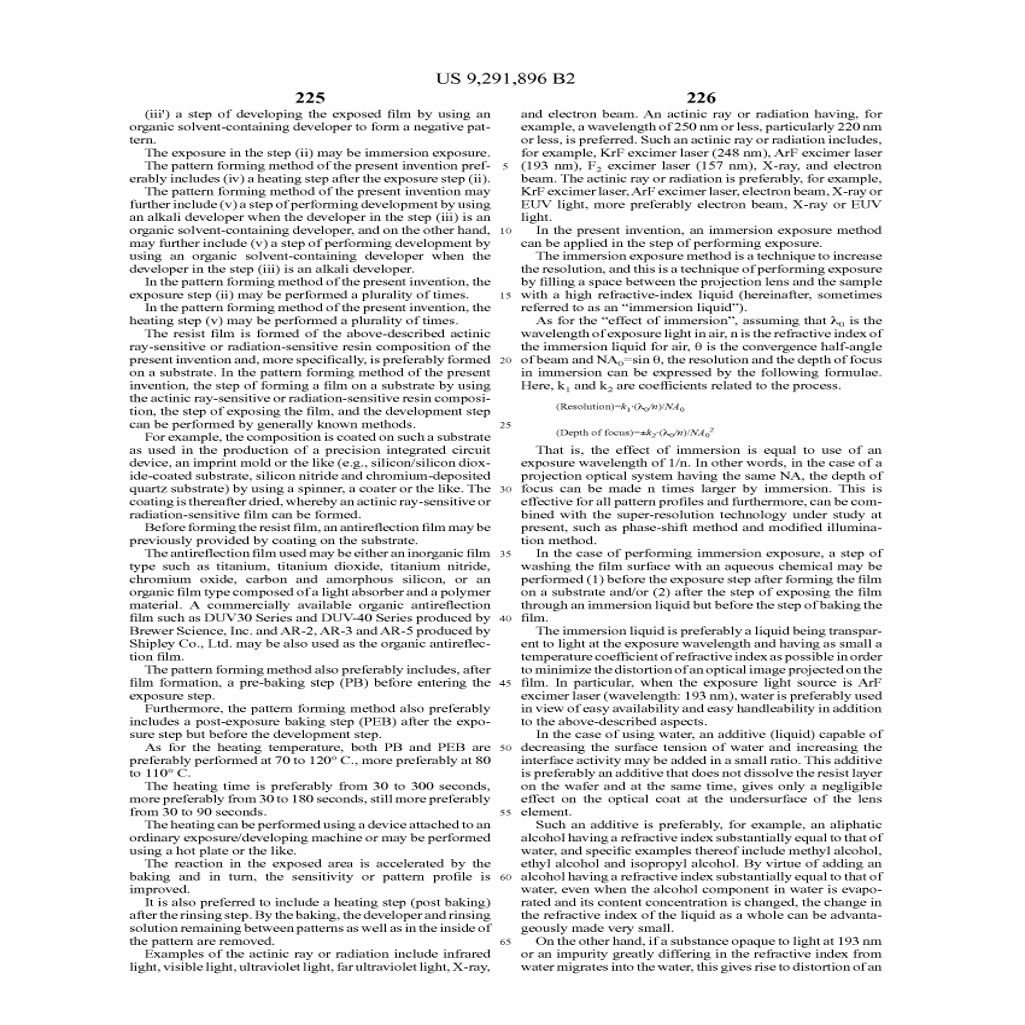 US 9,291,896 B2
225
(iii') a step of developing the exposed film by using an
organic solvent-containing developer to form a negative pat-
tern.
The exposure in the step (ii) may be immersion exposure.
The pattern forming method of the present invention pref-
erably includes (iv) a heating step after the exposure step (ii).
The pattern forming method of the present invention may
further include (v) a step of performing development by using
an alkali developer when the developer in the step (iii) is an
organic solvent-containing developer, and on the other hand,
may further include (v) a step of performing development by
using an organic solvent-containing developer when the
developer in the step (iii) is an alkali developer.
In the pattern forming method of the present invention, the
exposure step (ii) may be performed a plurality of times.
In the pattern forming method of the present invention, the
heating step (v) may be performed a plurality of times.
The resist film is formed of the above-described actinic
ray-sensitive or radiation-sensitive resin composition of the
present invention and, more specifically, is preferably formed
on a substrate. In the pattern forming method of the present
invention, the step of forming a film on a substrate by using
the actinic ray-sensitive or radiation-sensitive resin composi-
tion, the step of exposing the film, and the development step
can be performed by generally known methods.
For example, the composition is coated on such a substrate
as used in the production of a precision integrated circuit
device, an imprint mold or the like (e.g., silicon/silicon diox-
ide-coated substrate, silicon nitride and chromium-deposited
quartz substrate) by using a spinner, a coater or the like. The
coating is thereafter dried, whereby an actinic ray-sensitive or
radiation-sensitive film can be formed.
Before forming the resist film, an antireflection film may be
previously provided by coating on the substrate.
The antireflection film used may be either an inorganic film
type such as titanium, titanium dioxide, titanium nitride,
chromium oxide, carbon and amorphous silicon, or an
organic film type composed of a light absorber and a polymer
material. A commercially available organic antireflection
film such as DUV30 Series and DUV-40 Series produced by
Brewer Science, Inc. and AR-2, AR-3 and AR-5 produced by
Shipley Co., Ltd. may be also used as the organic antireflec-
tion film.
The pattern forming method also preferably includes, after
film formation, a pre-baking step (PB) before entering the
exposure step.
Furthermore, the pattern forming method also preferably
includes a post-exposure baking step (PEB) after the expo-
sure step but before the development step.
As for the heating temperature, both PB and PEB are
preferably performed at 70 to 120° C., more preferably at 80
to 110° C.
The heating time is preferably from 30 to 300 seconds,
more preferably from 30 to 180 seconds, still more preferably
from 30 to 90 seconds.
The heating can be performed using a device attached to an
ordinary exposure/developing machine or may be performed
using a hot plate or the like.
The reaction in the exposed area is accelerated by the
baking and in turn, the sensitivity or pattern profile is
improved.
It is also preferred to include a heating step (post baking)
after the rinsing step. By the baking, the developer and rinsing
solution remaining between patterns as well as in the inside of
the pattern are removed.
Examples of the actinic ray or radiation include infrared
light, visible light, ultraviolet light, far ultraviolet light, X-ray,
5
10
15
20
25
30
35
40
45
50
55
60
65
226
and electron beam. An actinic ray or radiation having, for
example, a wavelength of 250 nm or less, particularly 220 nm
or less, is preferred. Such an actinic ray or radiation includes,
for example, KrF excimer laser (248 nm), ArF excimer laser
(193 nm), F₂ excimer laser (157 nm), X-ray, and electron
beam. The actinic ray or radiation is preferably, for example,
KrF excimer laser, ArF excimer laser, electron beam, X-ray or
EUV light, more preferably electron beam, X-ray or EUV
light.
In the present invention, an immersion exposure method
can be applied in the step of performing exposure.
The immersion exposure method is a technique to increase
the resolution, and this is a technique of performing exposure
by filling a space between the projection lens and the sample
with a high refractive-index liquid (hereinafter, sometimes
referred to as an “immersion liquid”).
As for the “effect of immersion”, assuming that λ₀ is the
wavelength of exposure light in air, n is the refractive index of
the immersion liquid for air, θ is the convergence half-angle
of beam and NA₀=sin θ, the resolution and the depth of focus
in immersion can be expressed by the following formulae.
Here, k₁ and k₂ are coefficients related to the process.
(Resolution)=k₁·(λ₀/n)/NA₀
(Depth of focus)=±k₂·(λ₀/n)/NA₀²
That is, the effect of immersion is equal to use of an
exposure wavelength of 1/n. In other words, in the case of a
projection optical system having the same NA, the depth of
focus can be made n times larger by immersion. This is
effective for all pattern profiles and furthermore, can be com-
bined with the super-resolution technology under study at
present, such as phase-shift method and modified illumina-
tion method.
In the case of performing immersion exposure, a step of
washing the film surface with an aqueous chemical may be
performed (1) before the exposure step after forming the film
on a substrate and/or (2) after the step of exposing the film
through an immersion liquid but before the step of baking the
film.
The immersion liquid is preferably a liquid being transpar-
ent to light at the exposure wavelength and having as small a
temperature coefficient of refractive index as possible in order
to minimize the distortion of an optical image projected on the
film. In particular, when the exposure light source is ArF
excimer laser (wavelength: 193 nm), water is preferably used
in view of easy availability and easy handleability in addition
to the above-described aspects.
In the case of using water, an additive (liquid) capable of
decreasing the surface tension of water and increasing the
interface activity may be added in a small ratio. This additive
is preferably an additive that does not dissolve the resist layer
on the wafer and at the same time, gives only a negligible
effect on the optical coat at the undersurface of the lens
element.
Such an additive is preferably, for example, an aliphatic
alcohol having a refractive index substantially equal to that of
water, and specific examples thereof include methyl alcohol,
ethyl alcohol and isopropyl alcohol. By virtue of adding an
alcohol having a refractive index substantially equal to that of
water, even when the alcohol component in water is evapo-
rated and its content concentration is changed, the change in
the refractive index of the liquid as a whole can be advanta-
geously made very small.
On the other hand, if a substance opaque to light at 193 nm
or an impurity greatly differing in the refractive index from
water migrates into the water, this gives rise to distortion of an